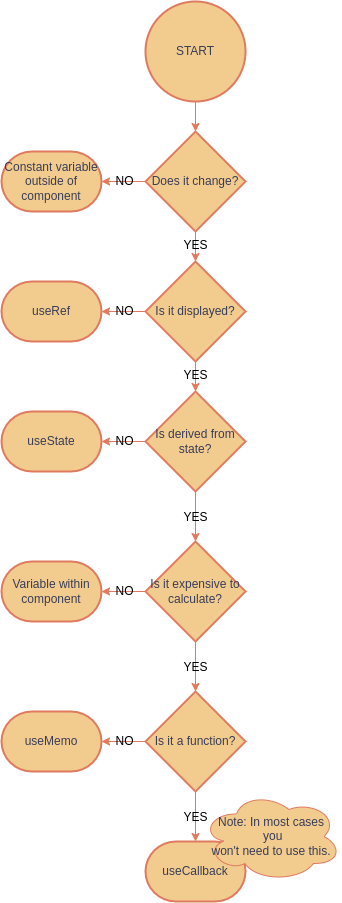 START
Does it change?
NO
Constant variable
outside of
component
YES
Is it displayed?
NO
useRef
YES
Is derived from
state?
NO
useState
YES
Is it expensive to
calculate?
NO
Variable within
component
YES
Is it a function?
NO
useMemo
YES
Note: In most cases
you
won't need to use this.
useCallback